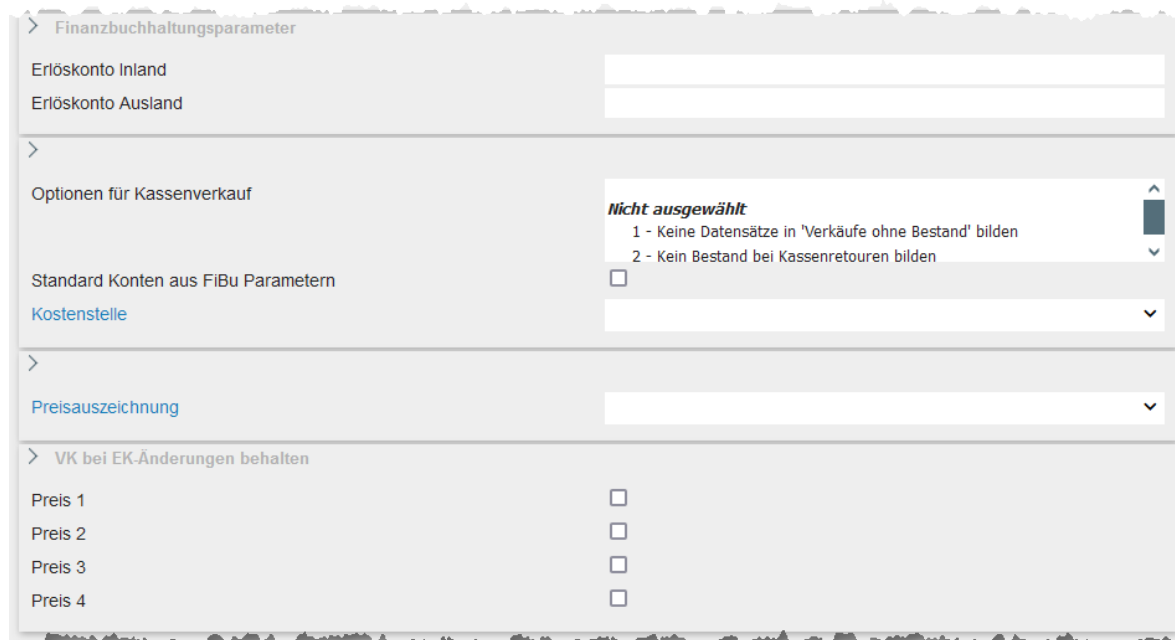 Finanzbuchhaltungsparameter
Erlöskonto Inland
Erlöskonto Ausland
Optionen für Kassenverkauf
Nicht ausgewählt
1 - Keine Datensätze in 'Verkäufe ohne Bestand' bilden
2 - Kein Bestand bei Kassenretouren bilden
Standard Konten aus FiBu Parametern
Kostenstelle
Preisauszeichnung
VK bei EK-Änderungen behalten
Preis 1
Preis 2
Preis 3
Preis 4